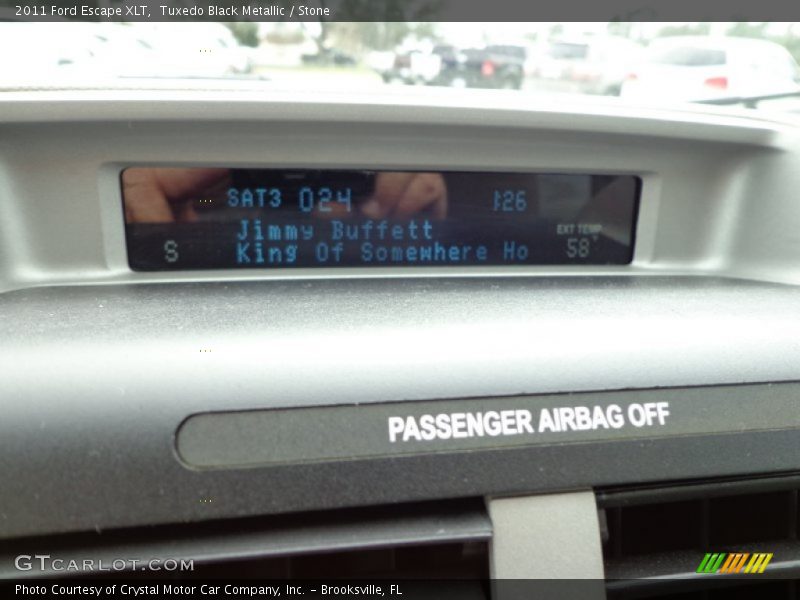 2011 Ford Escape XLT, Tuxedo Black Metallic / Stone
SAT3 024 126
Jimmy Buffett
EXT TEMP
S King Of Somewhere Ho 58°
PASSENGER AIRBAG OFF
GTCARLOT.COM
Photo Courtesy of Crystal Motor Car Company, Inc. – Brooksville, FL